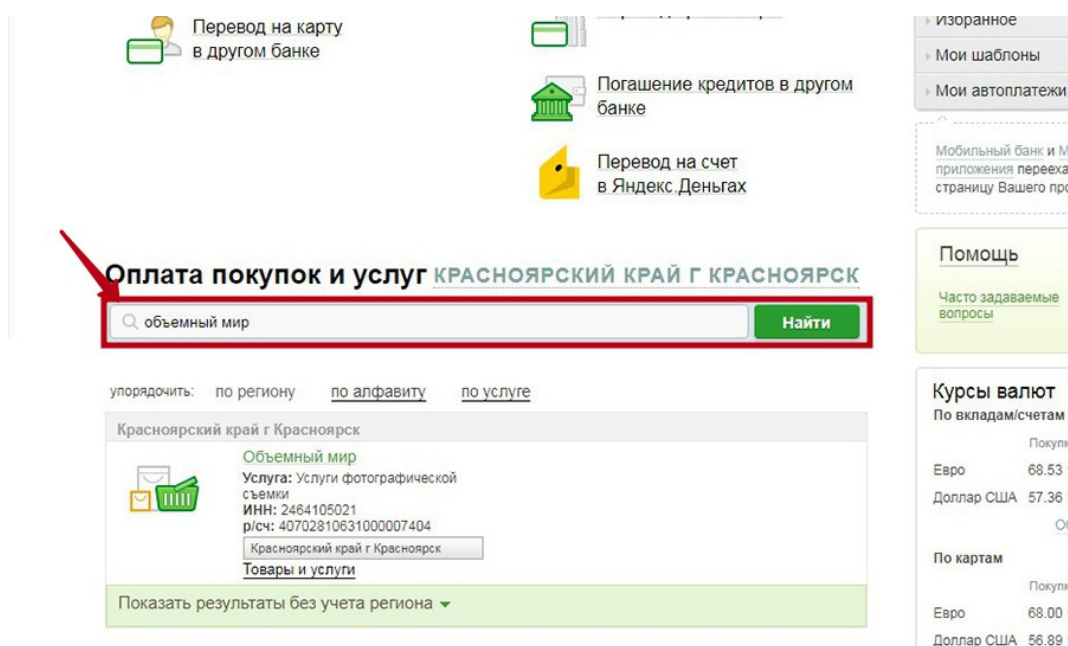 Перевод на карту
в другом банке
Погашение кредитов в другом
банке
Перевод на счет
в Яндекс.Деньгах
Избранное
Мои шаблоны
Мои автоплатежи
Мобильный банк и
приложения
страницу Вашего
Оплата покупок и услуг КРАСНОЯРСКИЙ КРАЙ Г КРАСНОЯРСК
объемный мир
Найти
упорядочить: по региону по алфавиту по услуге
Красноярский край г Красноярск
Объемный мир
Услуга: Услуги фотографической
съемки
ИНН: 2464105021
р/сч: 40702810631000007404
Красноярский край г Красноярск
Товары и услуги
Показать результаты без учета региона
Помощь
Часто задаваемые
вопросы
Курсы валют
По вкладам/счетам
Евро 68.53
Доллар США 57.36
По картам
Евро 68.00
Доллар США 56.89